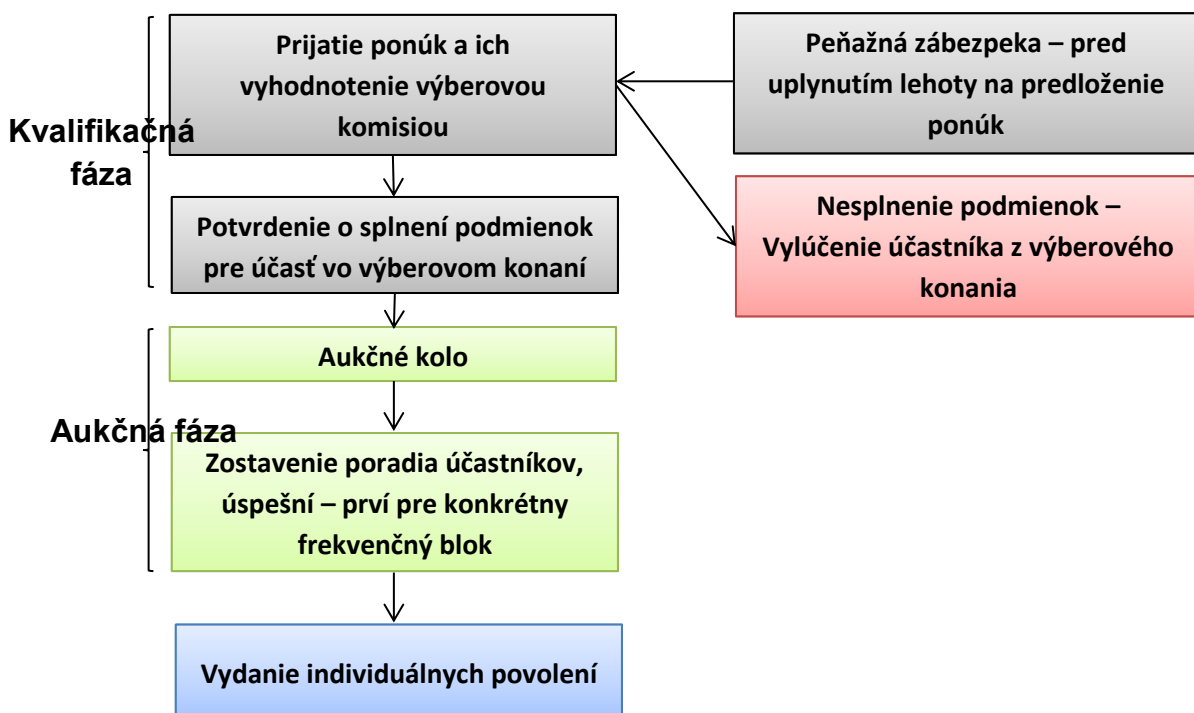 Prijatie ponúk a ich
vyhodnotenie výberovou
komisiou
Peňažná zábezpeka – pred
uplynutím lehoty na predloženie
ponúk
Kvalifikačná
fáza
Nesplnenie podmienok –
Vylúčenie účastníka z výberového
konania
Potvrdenie o splnení podmienok
pre účasť vo výberovom konaní
Aukčné kolo
Aukčná fáza
Zostavenie poradia účastníkov,
úspešní – prví pre konkrétny
frekvenčný blok
Vydanie individuálnych povolení